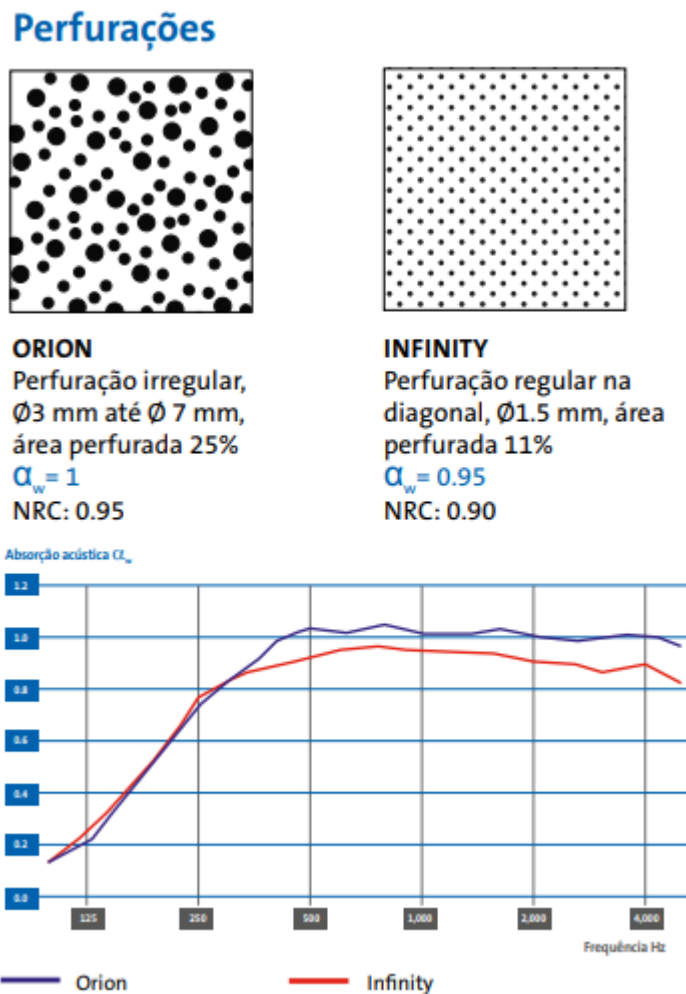 Perfurações
ORION
Perfuração irregular,
Ø3 mm até Ø 7 mm,
área perfurada 25%
αw= 1
NRC: 0.95
INFINITY
Perfuração regular na
diagonal, Ø1.5 mm, área
perfurada 11%
αw= 0.95
NRC: 0.90
Absorção acústica αw
1.2
1.0
0.8
0.6
0.4
0.2
0.0
125
250
500
1,000
2,000
4,000
Frequência Hz
Orion
Infinity